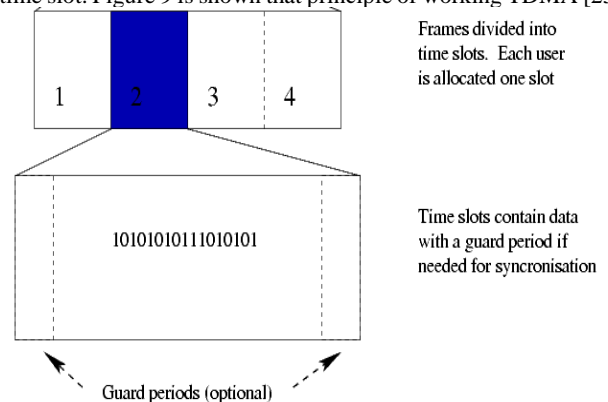 time slot. Figure 9 is shown that principle of working TDMA [25
Frames divided into
time slots. Each user
is allocated one slot
1 2 3 4
Time slots contain data
with a guard period if
needed for syncronisation
10101010111010101
Guard periods (optional)